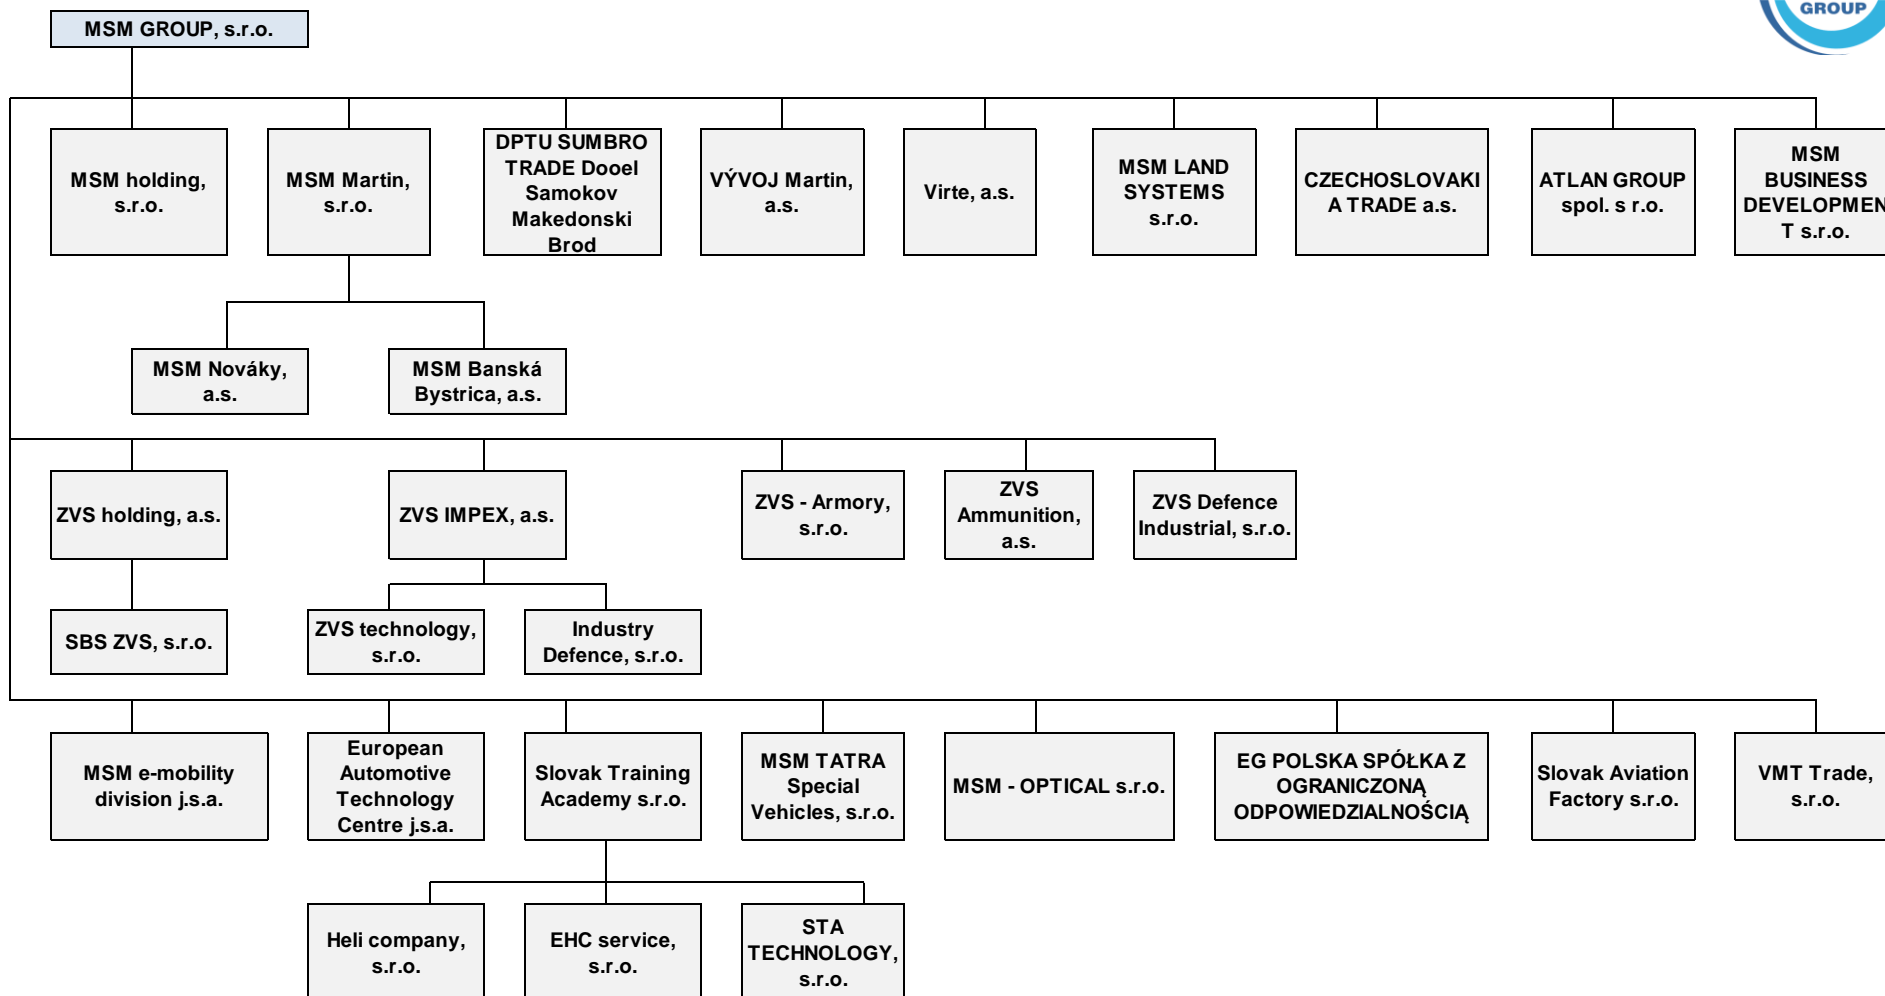 GROUP
MSM GROUP, s.r.o.
MSM holding,
s.r.o.
MSM Martin,
s.r.o.
DPTU SUMBRO
TRADE Dooel
Samokov
Makedonski
Brod
VÝVOJ Martin,
a.s.
Virte, a.s.
MSM LAND
SYSTEMS
s.r.o.
CZECHOSLOVAKI
A TRADE a.s.
ATLAN GROUP
spol. s r.o.
MSM
BUSINESS
DEVELOPMEN
T s.r.o.
MSM Nováky,
a.s.
MSM Banská
Bystrica, a.s.
ZVS holding, a.s.
ZVS IMPEX, a.s.
ZVS - Armory,
s.r.o.
ZVS
Ammunition,
a.s.
ZVS Defence
Industrial, s.r.o.
SBS ZVS, s.r.o.
ZVS technology,
s.r.o.
Industry
Defence, s.r.o.
MSM e-mobility
division j.s.a.
European
Automotive
Technology
Centre j.s.a.
Slovak Training
Academy s.r.o.
MSM TATRA
Special
Vehicles, s.r.o.
MSM - OPTICAL s.r.o.
EG POLSKA SPÓŁKA Z
OGRANICZONĄ
ODPOWIEDZIALNOŚCIĄ
Slovak Aviation
Factory s.r.o.
VMT Trade,
s.r.o.
Heli company,
s.r.o.
EHC service,
s.r.o.
STA
TECHNOLOGY,
s.r.o.